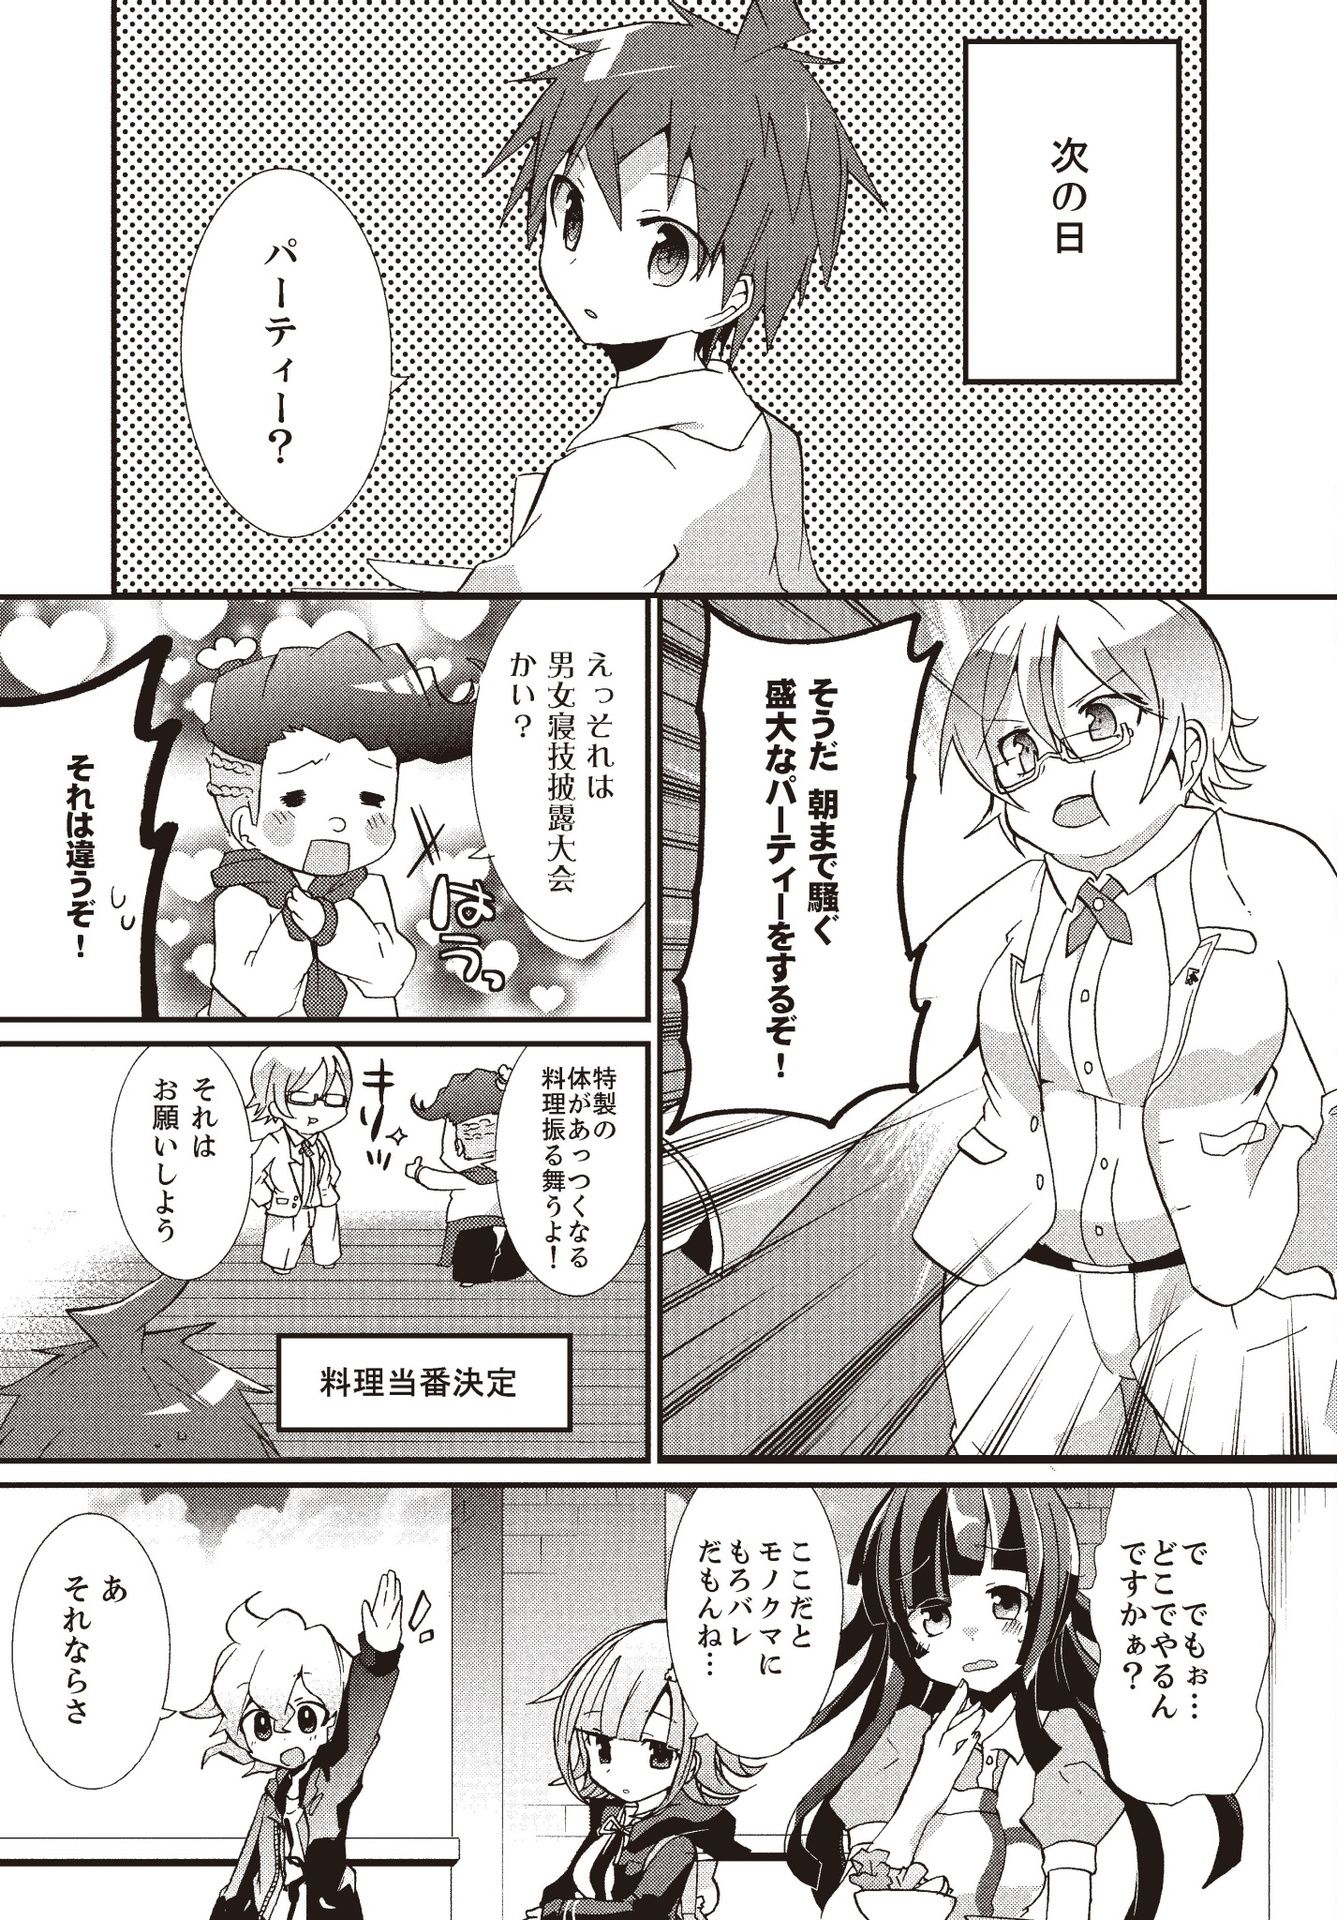 次の日
パーティー？
そうだ 朝まで騒ぐ
盛大なパーティーをするぞ！
えっそれは
男女寝技披露大会
かい？
はうっ
それは違うぞ！
特製の
体があっつくなる
料理振る舞うよ！
キリッ
それは
お願いしよう
料理当番決定
で でもぉ…
どこでやるん
ですかぁ？
ここだと
モノクマに
もろバレ
だもんね…
あ
それならさ